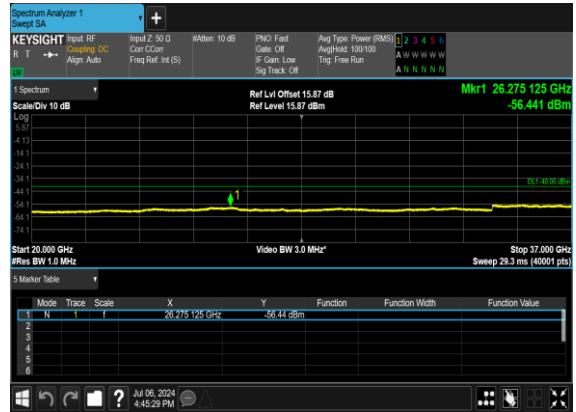 Spectrum Analyzer 1
Swept SA
KEYSIGHT
R T
LXI
Input: RF
Coupling: DC
Align: Auto
Input Z: 50 Ω
Corr CCorr
Freq Ref: Int (S)
#Atten: 10 dB
PNO: Fast
Gate: Off
IF Gain: Low
Sig Track: Off
Avg Type: Power (RMS)
Avg|Hold: 100/100
Trig: Free Run
1 2 3 4 5 6
A W W W W W
A N N N N N
1 Spectrum
Scale/Div 10 dB
Ref Lvl Offset 15.87 dB
Ref Level 15.87 dBm
Mkr1 26.275 125 GHz
-56.441 dBm
Log
5.87
-4.13
-14.1
-24.1
-34.1
-44.1
-54.1
-64.1
-74.1
DL1 -40.00 dBm
1
Start 20.000 GHz
#Res BW 1.0 MHz
Video BW 3.0 MHz*
Stop 37.000 GHz
Sweep 29.3 ms (40001 pts)
5 Marker Table
Mode Trace Scale X Y Function Function Width Function Value
1 N 1 f 26.275 125 GHz -56.44 dBm
2
3
4
5
6
Jul 06, 2024
4:45:29 PM